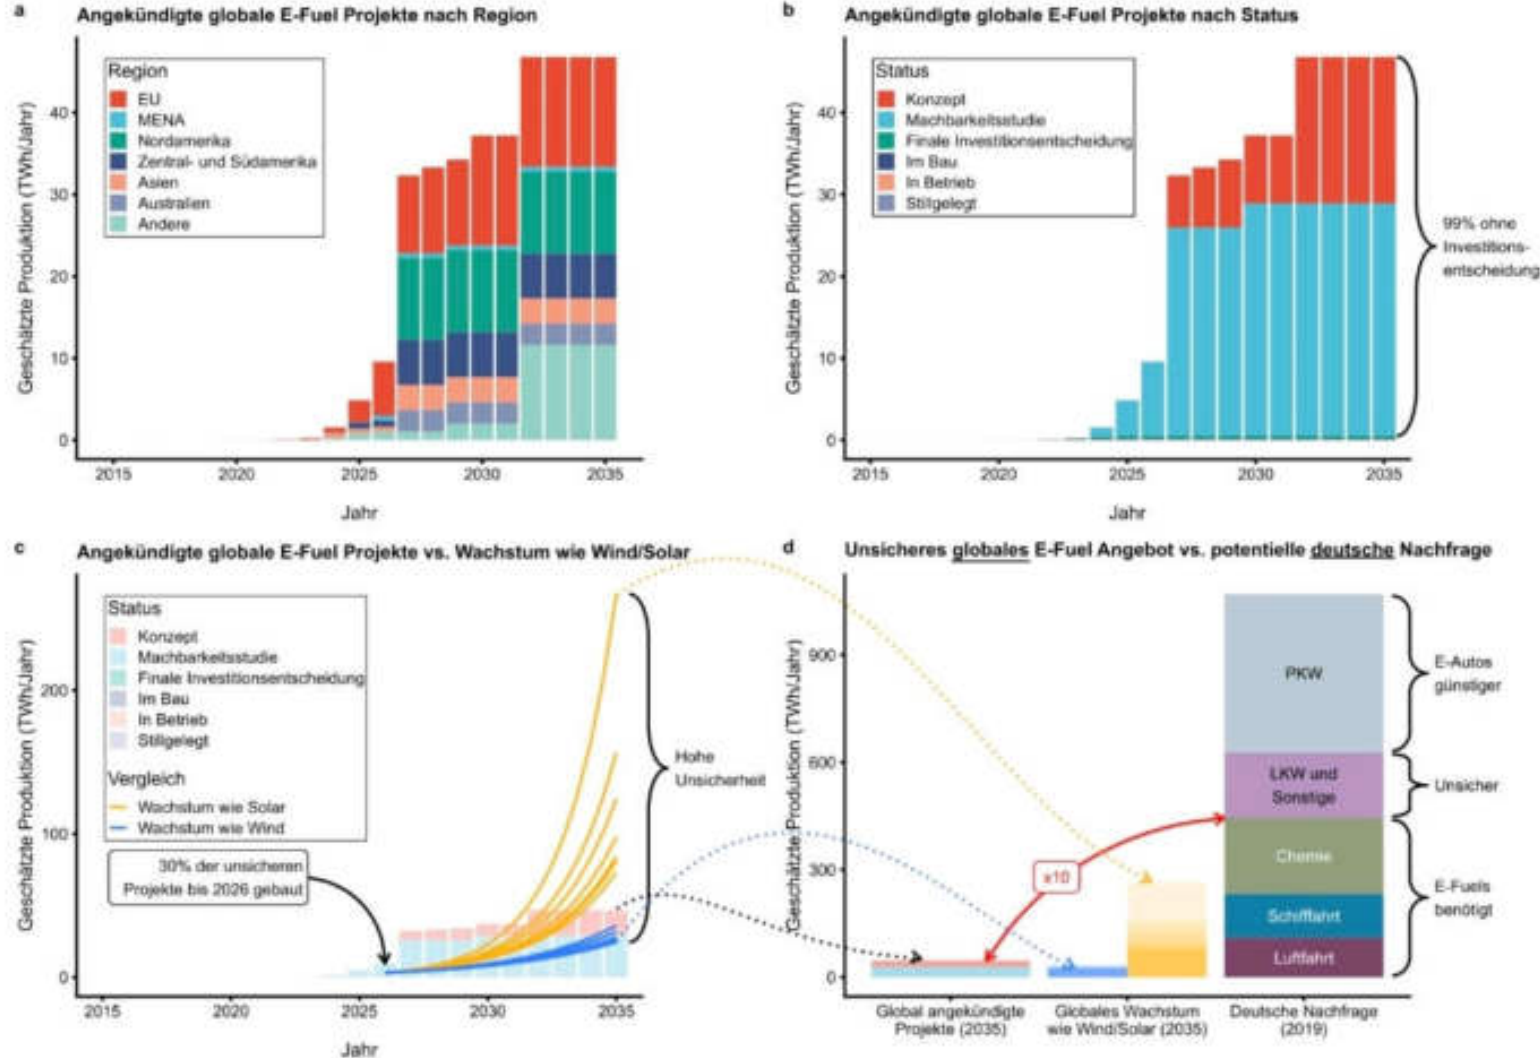 a
Angekündigte globale E-Fuel Projekte nach Region
Geschätzte Produktion (TWh/Jahr)
40
30
20
10
0
Region
EU
MENA
Nordamerika
Zentral- und Südamerika
Asien
Australien
Andere
2015
2020
2025
2030
2035
Jahr
b
Angekündigte globale E-Fuel Projekte nach Status
Geschätzte Produktion (TWh/Jahr)
40
30
20
10
0
Status
Konzept
Machbarkeitsstudie
Finale Investitionsentscheidung
Im Bau
In Betrieb
Stillgelegt
99% ohne
Investitions-
entscheidung
2015
2020
2025
2030
2035
Jahr
c
Angekündigte globale E-Fuel Projekte vs. Wachstum wie Wind/Solar
Geschätzte Produktion (TWh/Jahr)
200
100
0
Status
Konzept
Machbarkeitsstudie
Finale Investitionsentscheidung
Im Bau
In Betrieb
Stillgelegt
Vergleich
Wachstum wie Solar
Wachstum wie Wind
30% der unsicheren
Projekte bis 2026 gebaut
Hohe
Unsicherheit
2015
2020
2025
2030
2035
Jahr
d
Unsicheres globales E-Fuel Angebot vs. potentielle deutsche Nachfrage
Geschätzte Produktion (TWh/Jahr)
900
600
300
0
PKW
LKW und
Sonstige
Chemie
Schifffahrt
Luftfahrt
x10
E-Autos
günstiger
Unsicher
E-Fuels
benötigt
Global angekündigte
Projekte (2035)
Globales Wachstum
wie Wind/Solar (2035)
Deutsche Nachfrage
(2019)